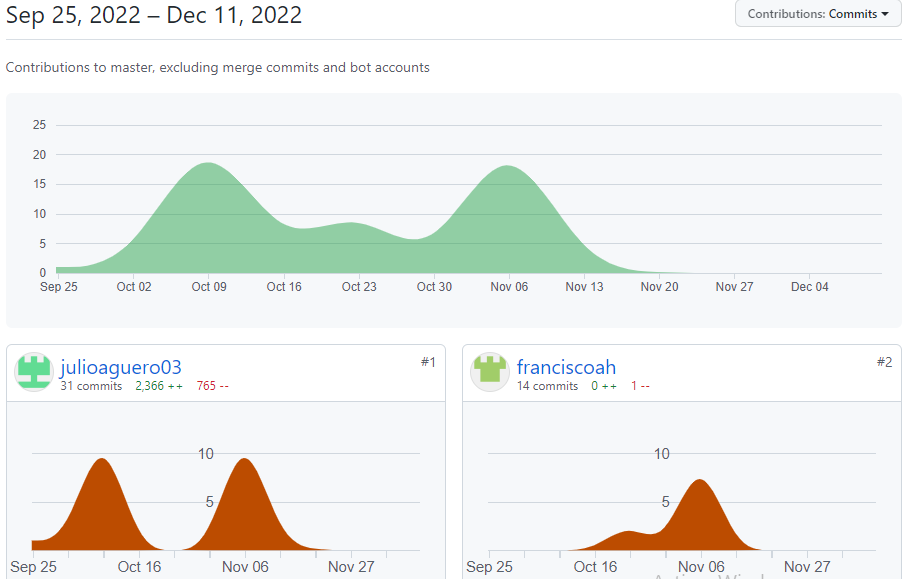 Sep 25, 2022 – Dec 11, 2022
Contributions: Commits
Contributions to master, excluding merge commits and bot accounts
25
20
15
10
5
0
Sep 25 Oct 02 Oct 09 Oct 16 Oct 23 Oct 30 Nov 06 Nov 13 Nov 20 Nov 27 Dec 04
julioaguero03 #1
31 commits 2,366 ++ 765 --
10
5
Sep 25 Oct 16 Nov 06 Nov 27
franciscoah #2
14 commits 0 ++ 1 --
10
5
Sep 25 Oct 16 Nov 06 Nov 27